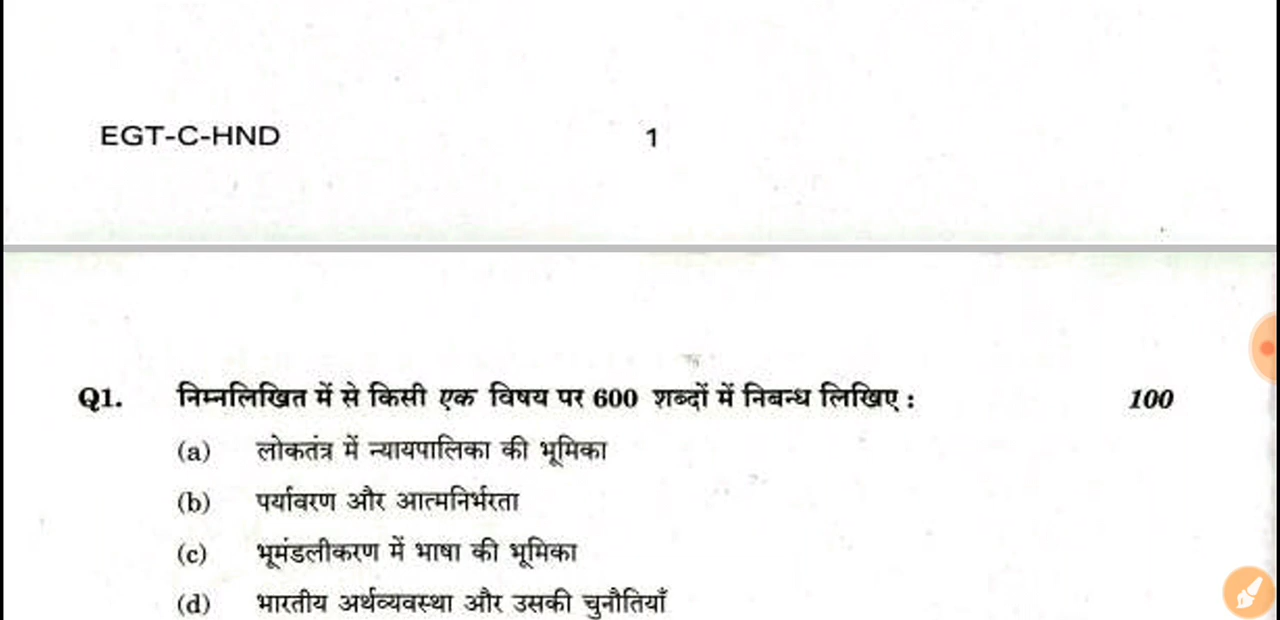 EGT-C-HND 1
Q1. निम्नलिखित में से किसी एक विषय पर 600 शब्दों में निबन्ध लिखिए : 100
(a) लोकतंत्र में न्यायपालिका की भूमिका
(b) पर्यावरण और आत्मनिर्भरता
(c) भूमंडलीकरण में भाषा की भूमिका
(d) भारतीय अर्थव्यवस्था और उसकी चुनौतियाँ